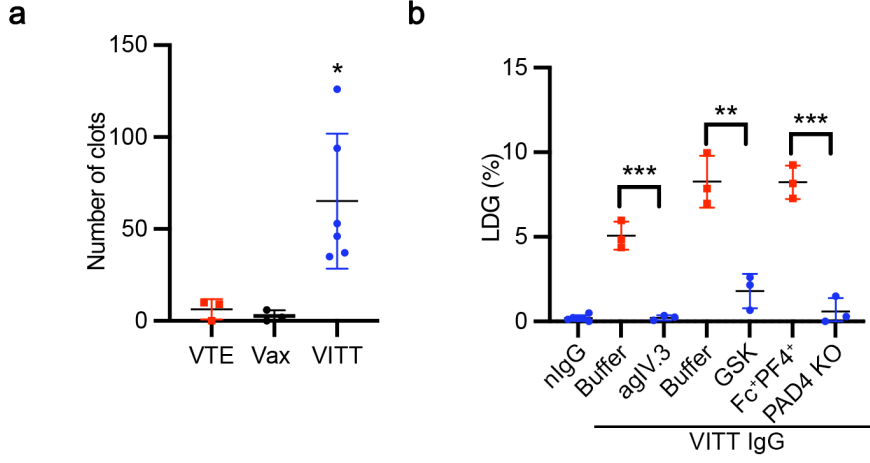 a
150
100
50
0
Number of clots
*
VTE Vax VITT
b
15
10
5
0
LDG (%)
***
**
***
nIgG Buffer agIV.3 Buffer GSK Fc⁺PF4⁺ PAD4 KO
VITT IgG